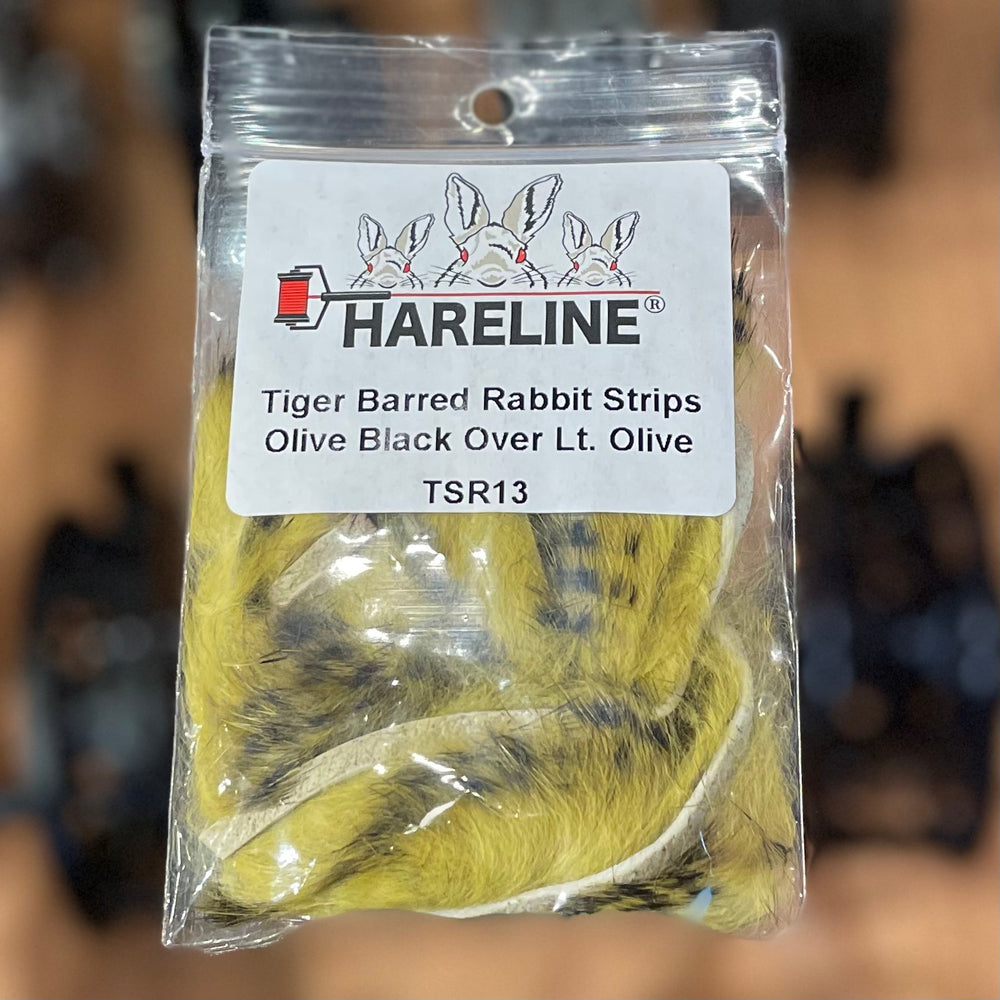 HARELINE®
Tiger Barred Rabbit Strips
Olive Black Over Lt. Olive
TSR13